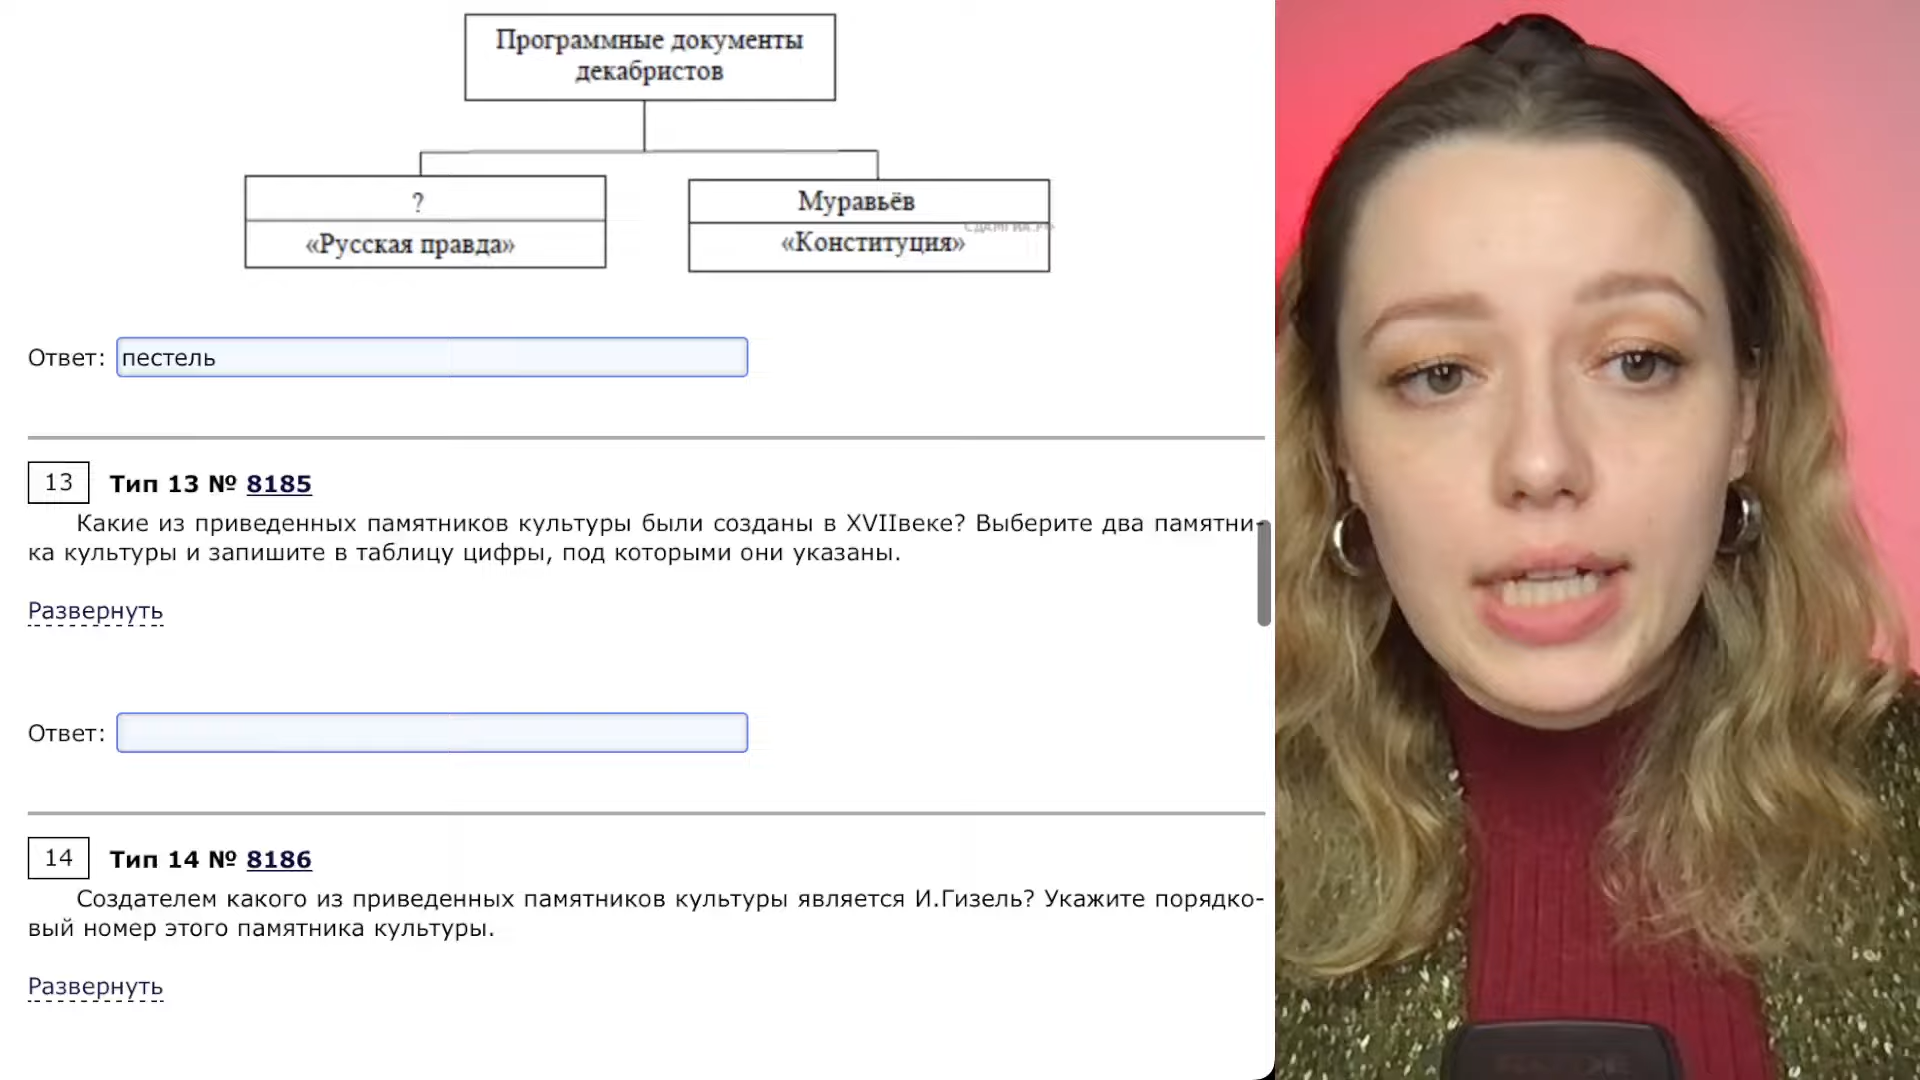 Программные документы
декабристов
?
«Русская правда»
Муравьёв
«Конституция»
СДАМГИА.РФ
Ответ: пестель
13 Тип 13 № 8185
Какие из приведенных памятников культуры были созданы в XVIIвеке? Выберите два памятни-
ка культуры и запишите в таблицу цифры, под которыми они указаны.
Развернуть
Ответ:
14 Тип 14 № 8186
Создателем какого из приведенных памятников культуры является И.Гизель? Укажите порядко-
вый номер этого памятника культуры.
Развернуть